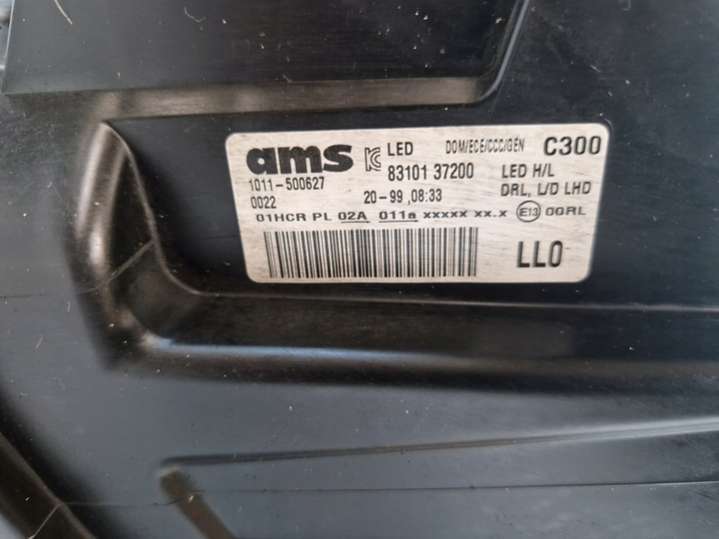 ams LED DOM/ECE/CCC/GEN C300
83101 37200 LED H/L
1011-500627 DRL, L/D LHD
0022 20-99 ,08:33
01HCR PL 02A 011a xxxxx xx.x E13 00RL
LL0